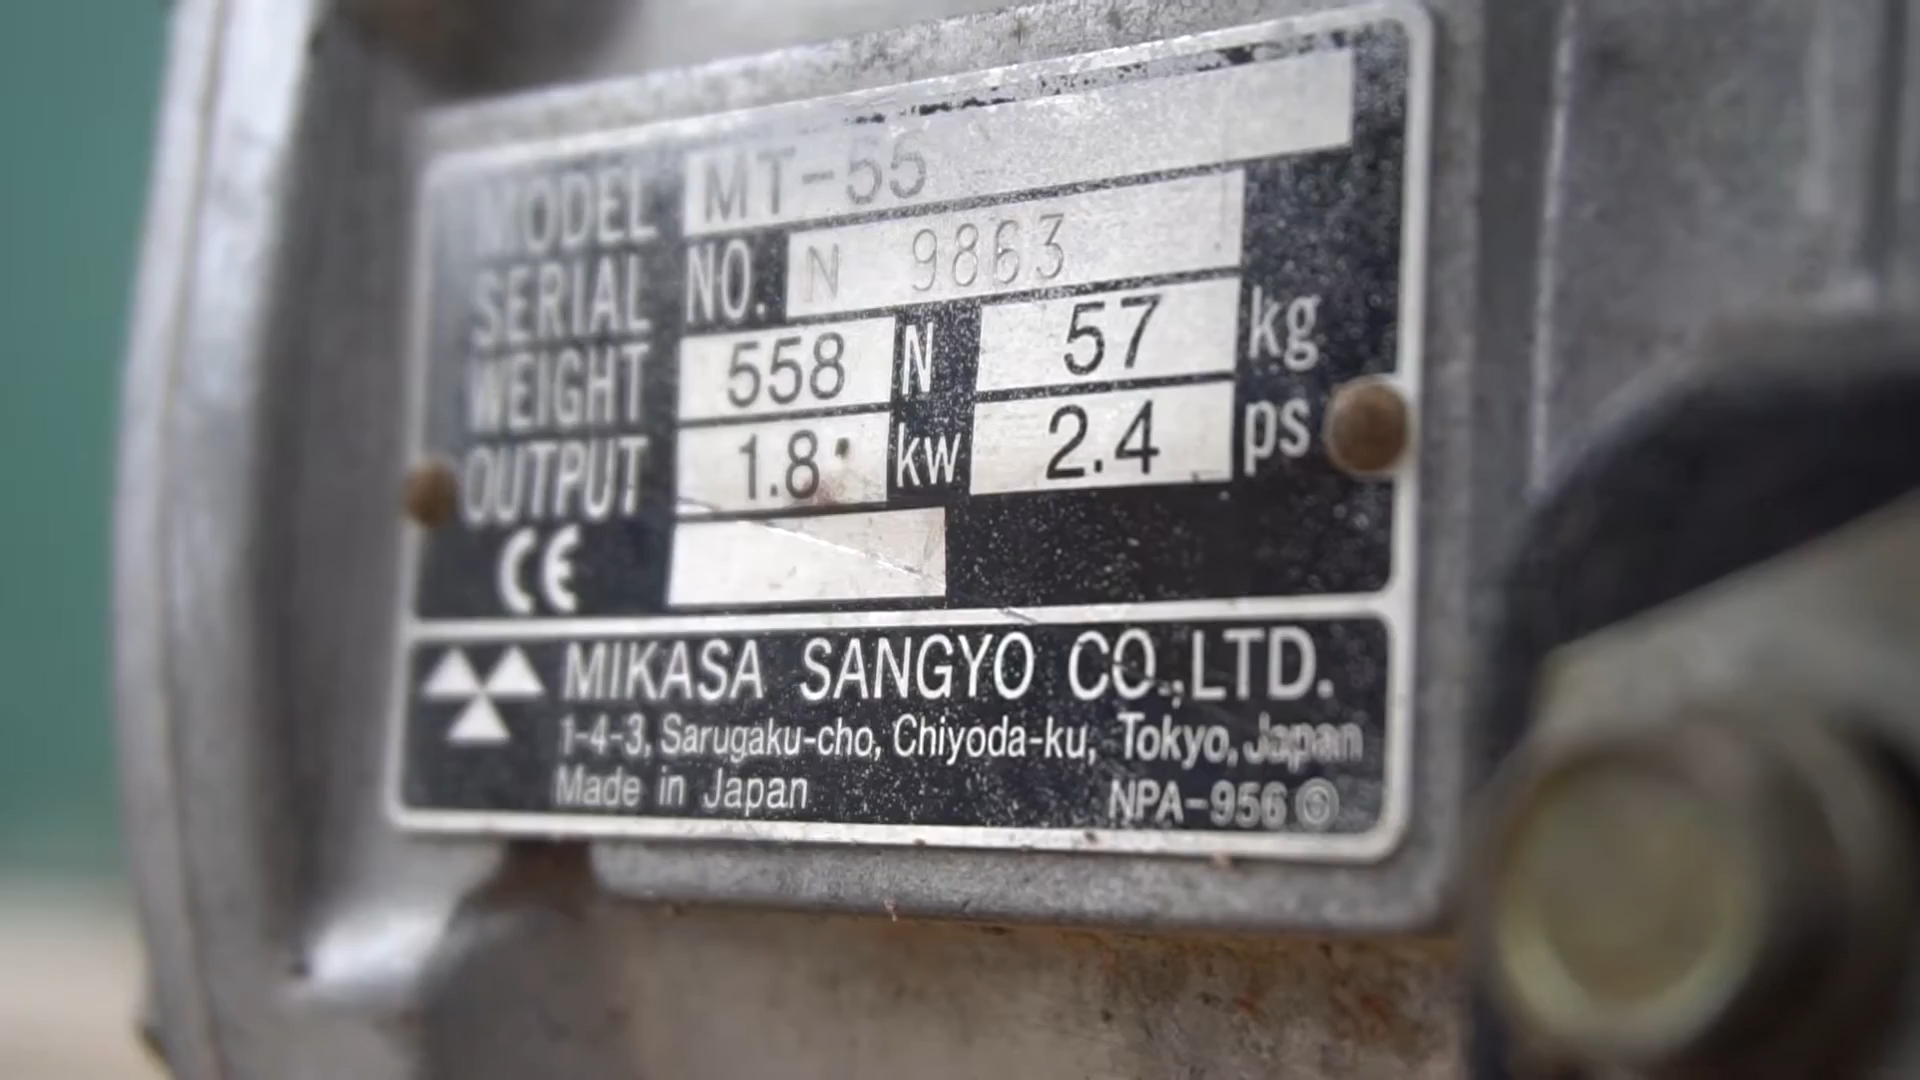 MODEL MT-55
SERIAL NO. N 9863
WEIGHT 558 N 57 kg
OUTPUT 1.8 kw 2.4 ps
CE
MIKASA SANGYO CO.,LTD.
1-4-3, Sarugaku-cho, Chiyoda-ku, Tokyo, Japan
Made in Japan NPA-956